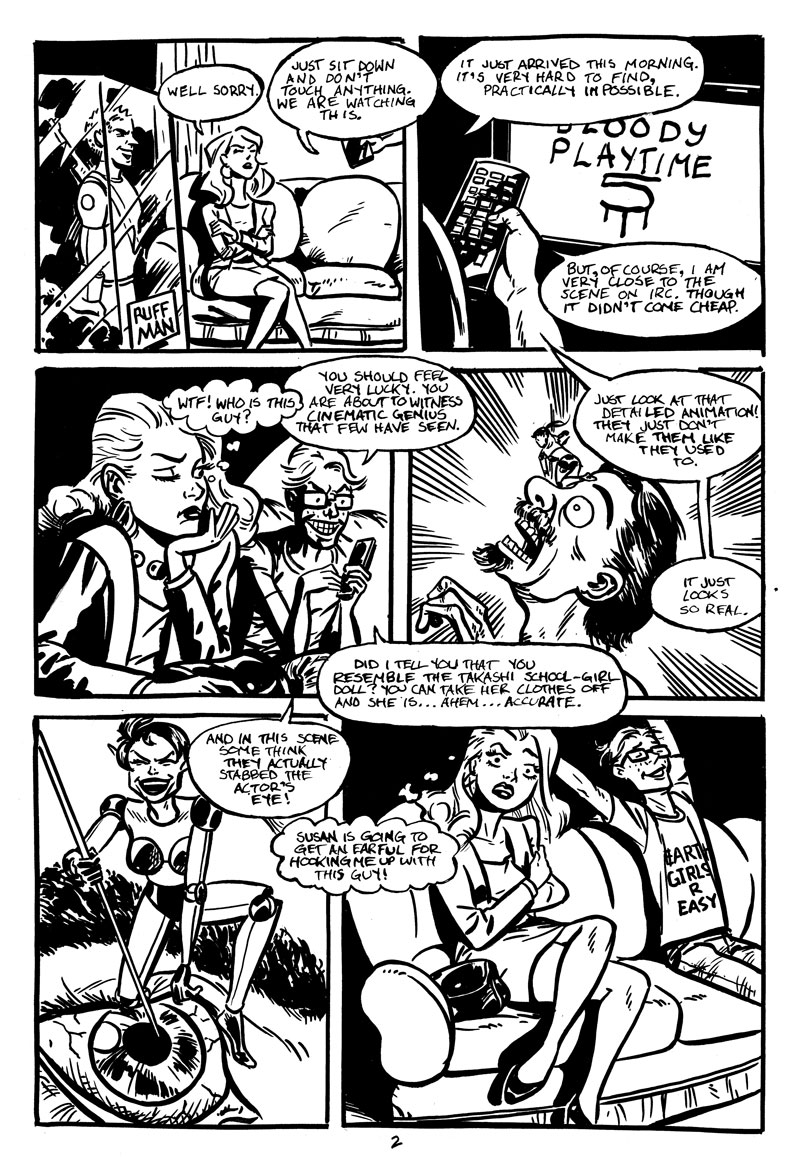 WELL SORRY.
JUST SIT DOWN
AND DON'T
TOUCH ANYTHING.
WE ARE WATCHING
THIS.
RUFF
MAN
IT JUST ARRIVED THIS MORNING.
IT'S VERY HARD TO FIND,
PRACTICALLY IMPOSSIBLE.
BLOODY
PLAYTIME
BUT, OF COURSE, I AM
VERY CLOSE TO THE
SCENE ON IRC. THOUGH
IT DIDN'T COME CHEAP.
WTF! WHO IS THIS
GUY?
YOU SHOULD FEEL
VERY LUCKY. YOU
ARE ABOUT TO WITNESS
CINEMATIC GENIUS
THAT FEW HAVE SEEN.
JUST LOOK AT THAT
DETAILED ANIMATION!
THEY JUST DON'T
MAKE THEM LIKE
THEY USED
TO.
IT JUST
LOOKS
SO REAL.
DID I TELL YOU THAT YOU
RESEMBLE THE TAKASHI SCHOOL-GIRL
DOLL? YOU CAN TAKE HER CLOTHES OFF
AND SHE IS... AHEM... ACCURATE.
AND IN THIS SCENE
SOME THINK
THEY ACTUALLY
STABBED THE
ACTOR'S
EYE!
SUSAN IS GOING TO
GET AN EARFUL FOR
HOOKING ME UP WITH
THIS GUY!
EARTH
GIRLS
R
EASY
2